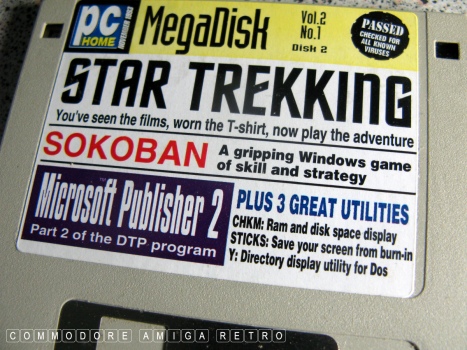 pc
HOME
MegaDisk
Vol.2
No.1
Disk 2
PASSED
CHECKED FOR
ALL KNOWN
VIRUSES
STAR TREKKING
You've seen the films, worn the T-shirt, now play the adventure
SOKOBAN
A gripping Windows game
of skill and strategy
Microsoft Publisher 2
Part 2 of the DTP program
PLUS 3 GREAT UTILITIES
CHKM: Ram and disk space display
STICKS: Save your screen from burn-in
Y: Directory display utility for Dos
COMMODORE AMIGA RETRO